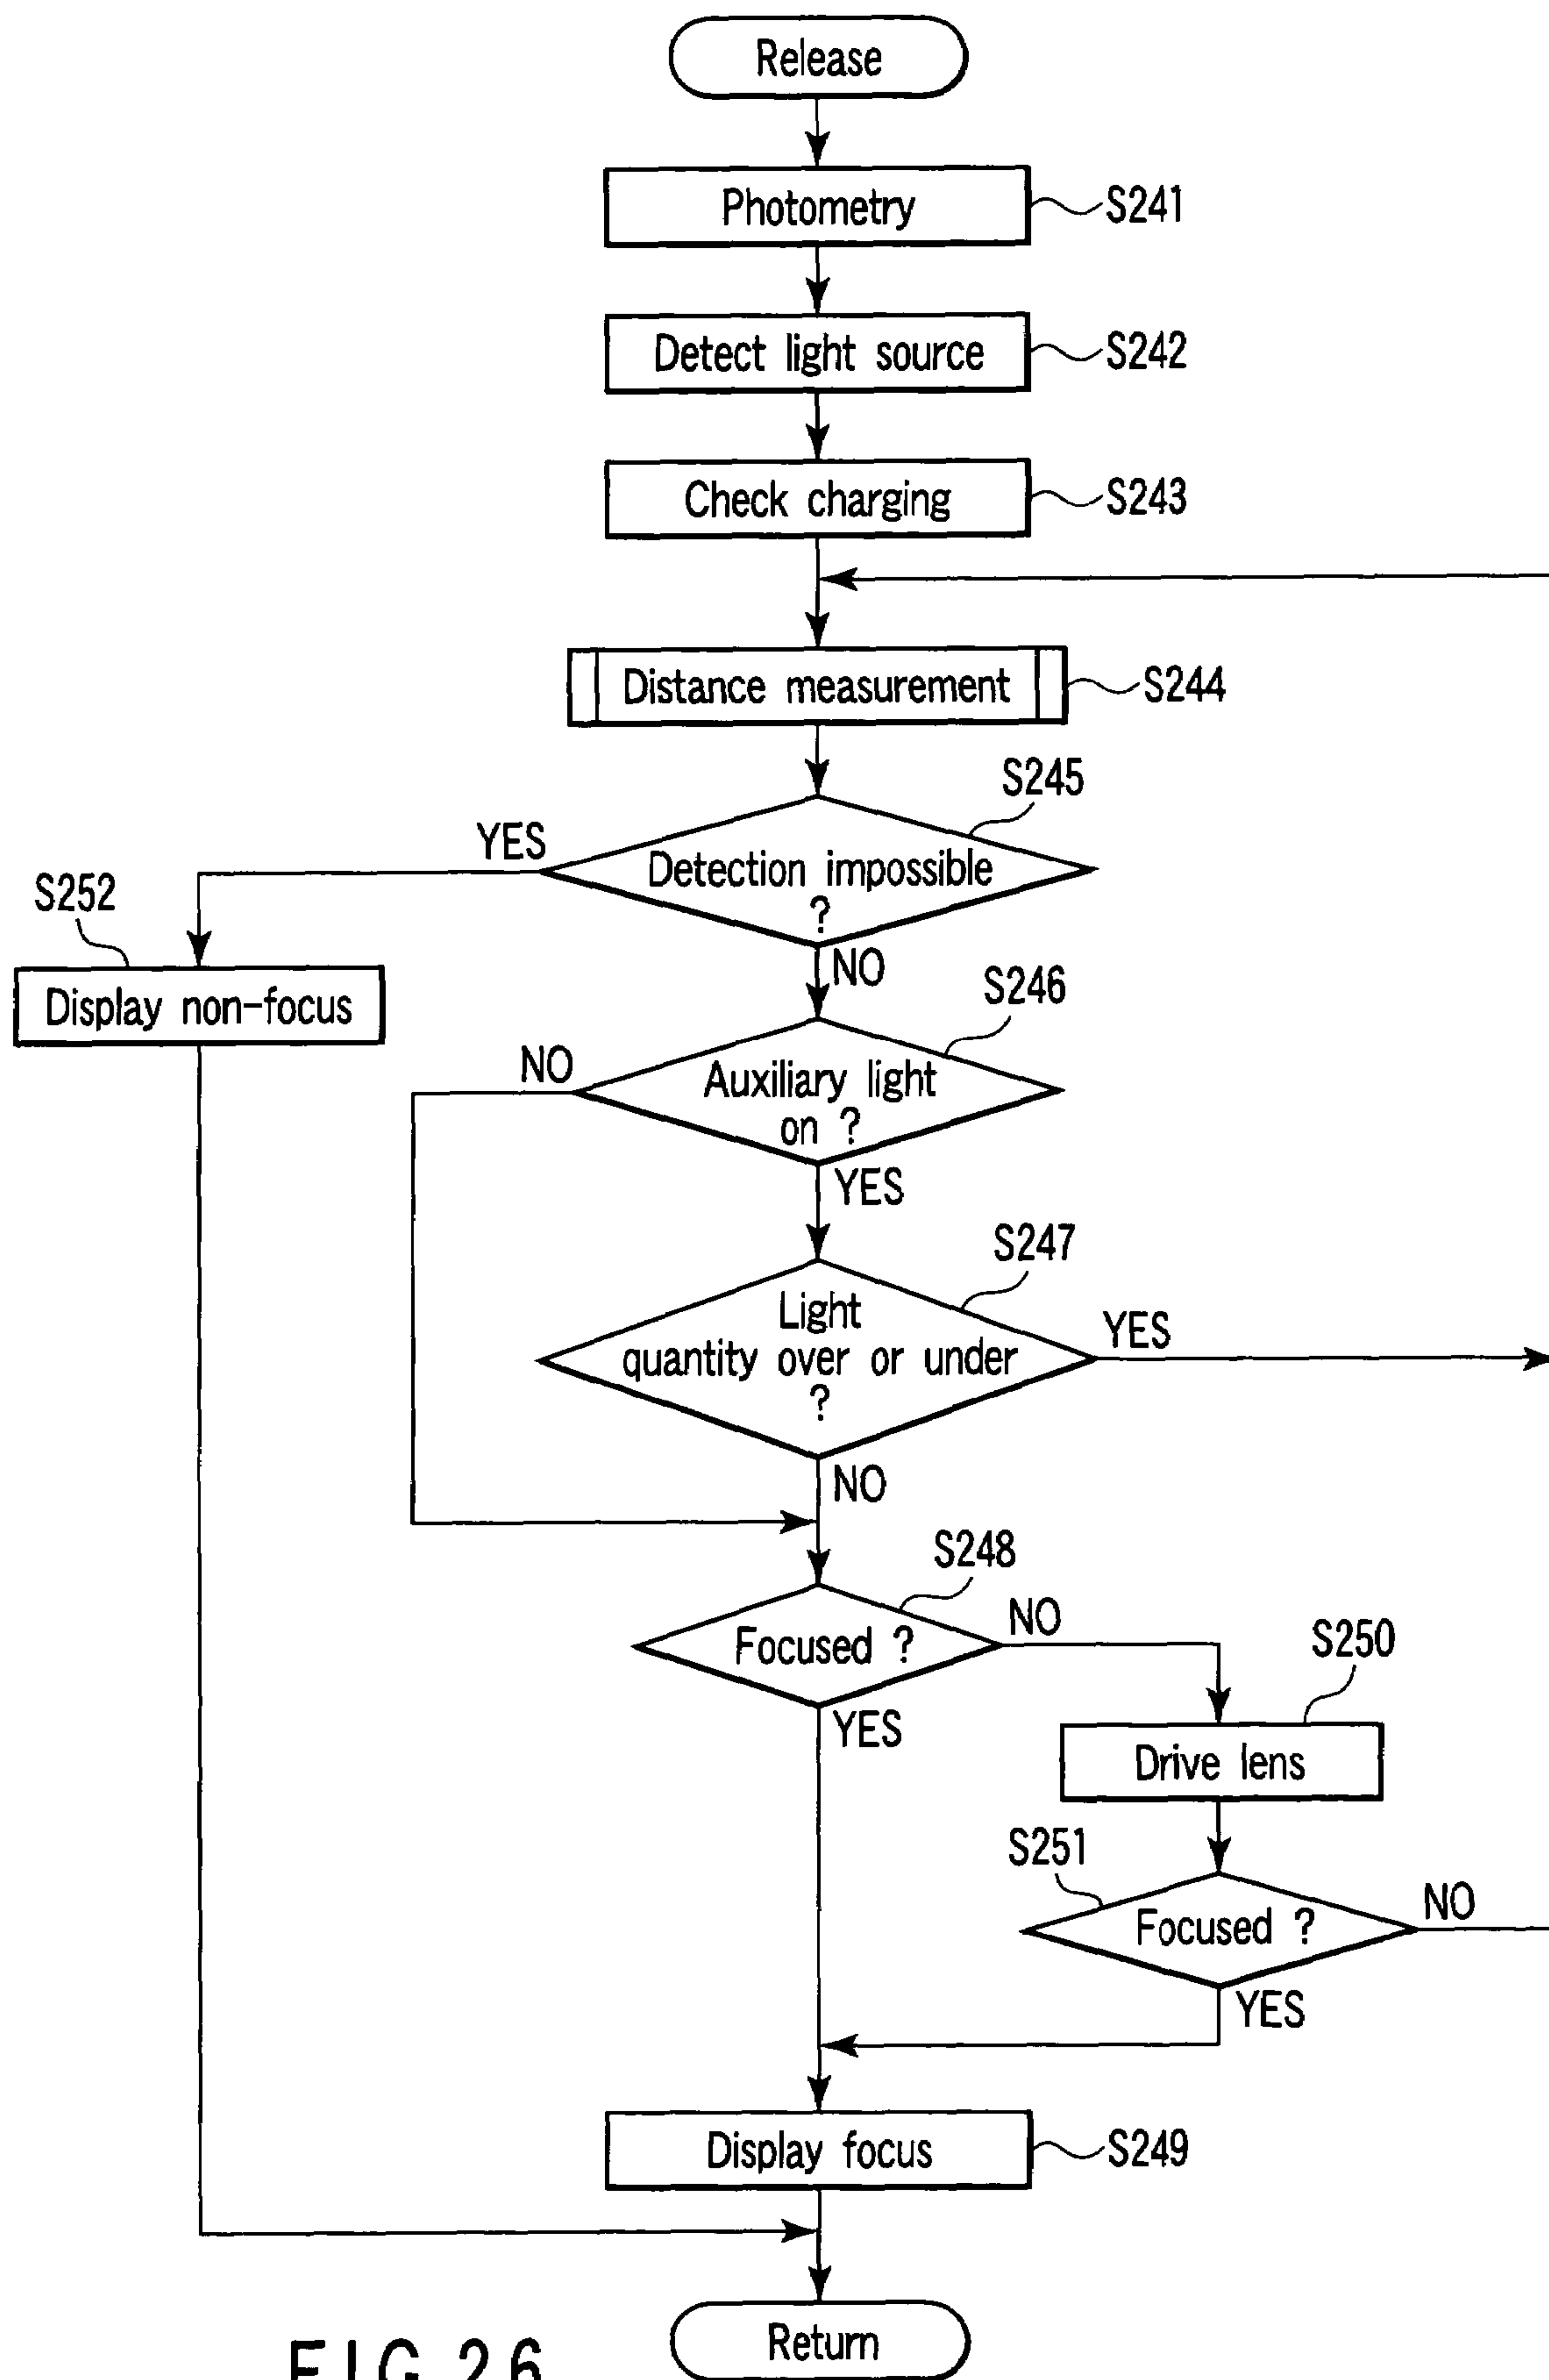 Release
Photometry
S241
Detect light source
S242
Check charging
S243
Distance measurement
S244
S245
YES
Detection impossible
?
S252
NO
Display non-focus
S246
NO
Auxiliary light
on ?
YES
S247
Light
quantity over or under
?
YES
NO
S248
Focused ?
NO
S250
YES
Drive lens
S251
Focused ?
NO
YES
Display focus
S249
Return
FIG. 26